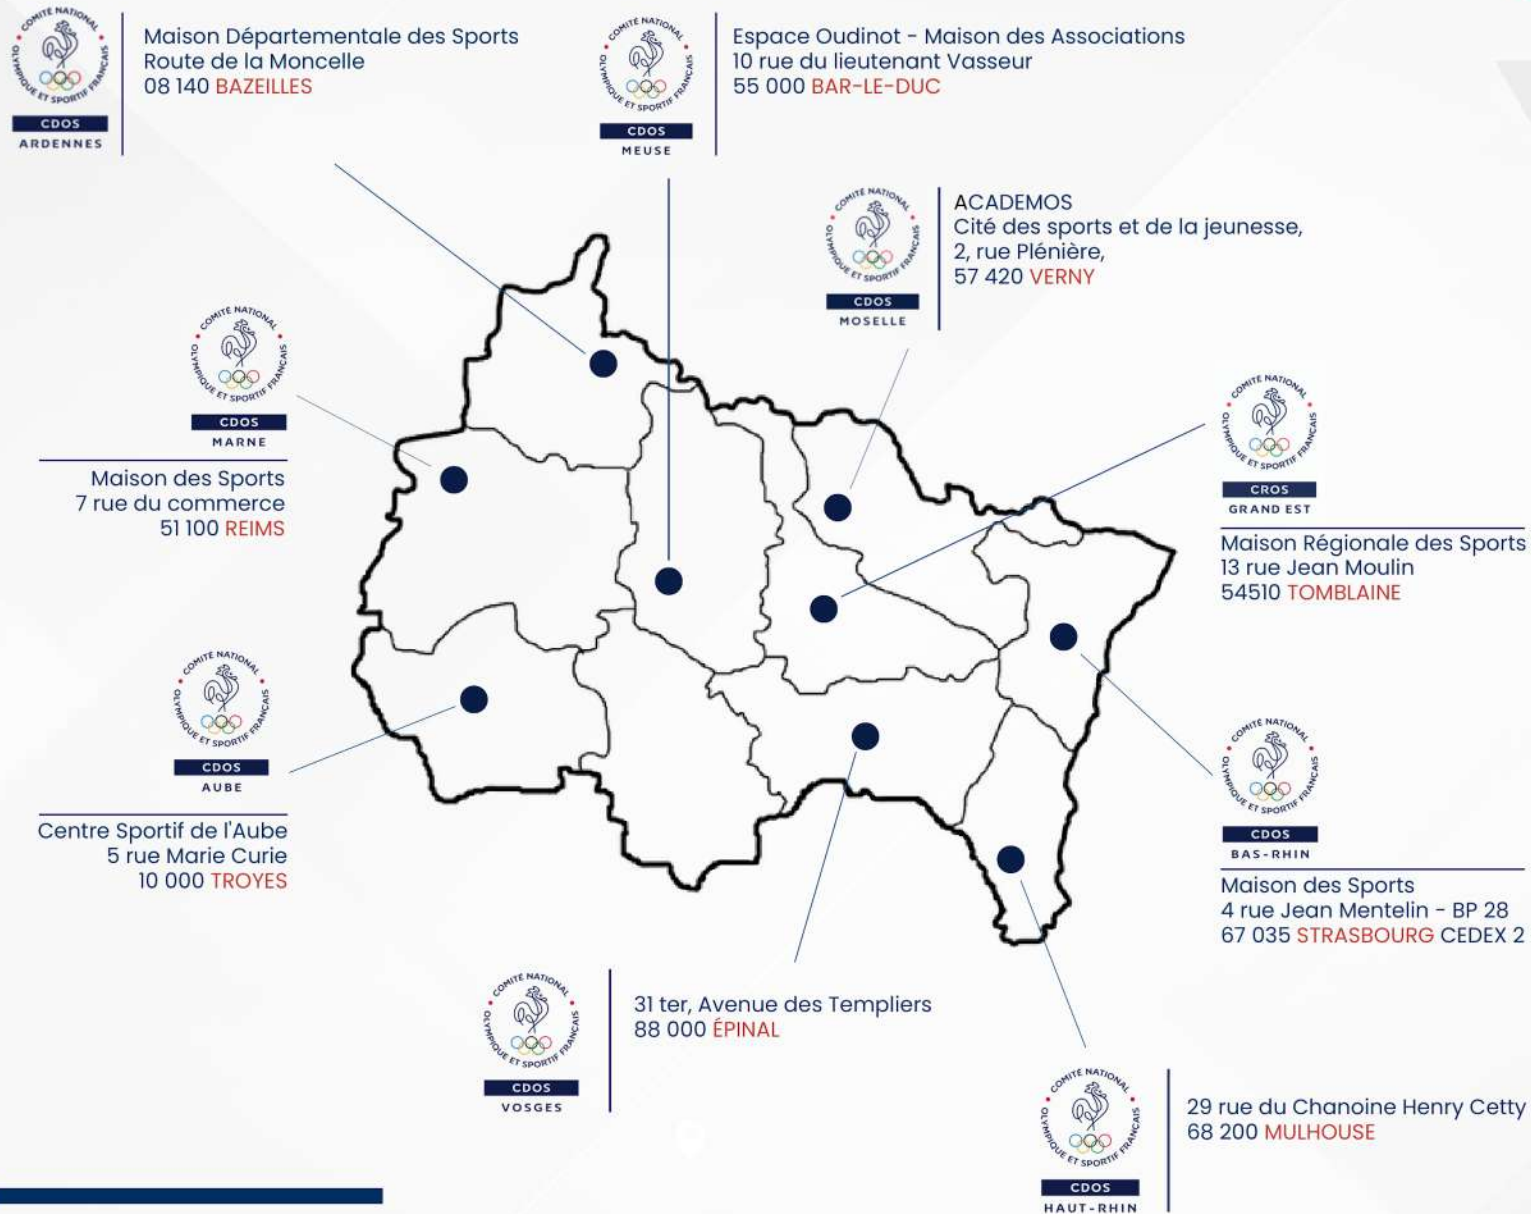 COMITÉ NATIONAL
OLYMPIQUE ET SPORTIF FRANÇAIS
CDOS
ARDENNES
Maison Départementale des Sports
Route de la Moncelle
08 140 BAZEILLES
COMITÉ NATIONAL
OLYMPIQUE ET SPORTIF FRANÇAIS
CDOS
MEUSE
Espace Oudinot - Maison des Associations
10 rue du lieutenant Vasseur
55 000 BAR-LE-DUC
COMITÉ NATIONAL
OLYMPIQUE ET SPORTIF FRANÇAIS
CDOS
MOSELLE
ACADEMOS
Cité des sports et de la jeunesse,
2, rue Plénière,
57 420 VERNY
COMITÉ NATIONAL
OLYMPIQUE ET SPORTIF FRANÇAIS
CDOS
MARNE
Maison des Sports
7 rue du commerce
51 100 REIMS
COMITÉ NATIONAL
OLYMPIQUE ET SPORTIF FRANÇAIS
CROS
GRAND EST
Maison Régionale des Sports
13 rue Jean Moulin
54510 TOMBLAINE
COMITÉ NATIONAL
OLYMPIQUE ET SPORTIF FRANÇAIS
CDOS
AUBE
Centre Sportif de l'Aube
5 rue Marie Curie
10 000 TROYES
COMITÉ NATIONAL
OLYMPIQUE ET SPORTIF FRANÇAIS
CDOS
BAS-RHIN
Maison des Sports
4 rue Jean Mentelin - BP 28
67 035 STRASBOURG CEDEX 2
COMITÉ NATIONAL
OLYMPIQUE ET SPORTIF FRANÇAIS
CDOS
VOSGES
31 ter, Avenue des Templiers
88 000 ÉPINAL
COMITÉ NATIONAL
OLYMPIQUE ET SPORTIF FRANÇAIS
CDOS
HAUT-RHIN
29 rue du Chanoine Henry Cetty
68 200 MULHOUSE